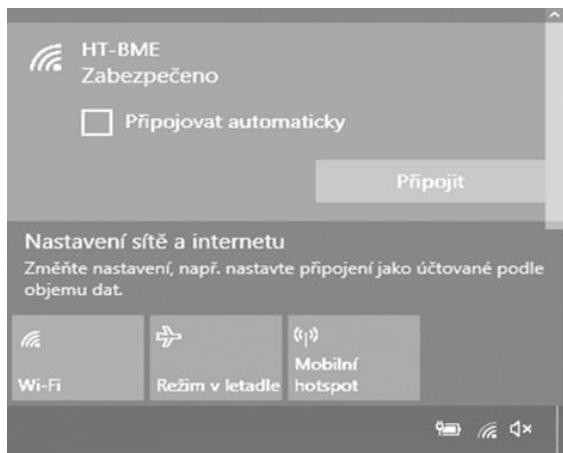 HT-BME
Zabezpečeno
Připojovat automaticky
Připojit
Nastavení sítě a internetu
Změňte nastavení, např. nastavte připojení jako účtované podle
objemu dat.
Wi-Fi
Režim v letadle
Mobilní
hotspot